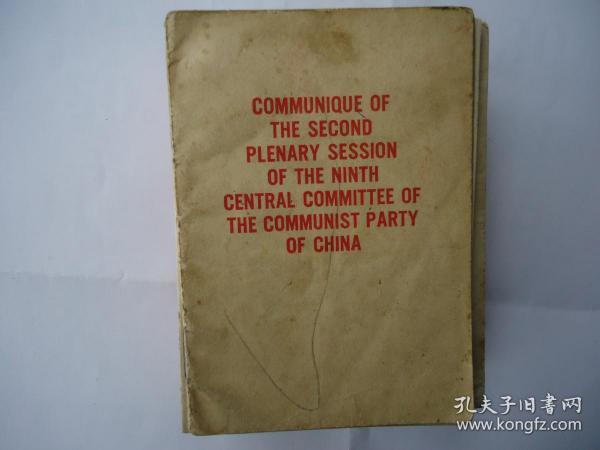 COMMUNIQUE OF
THE SECOND
PLENARY SESSION
OF THE NINTH
CENTRAL COMMITTEE OF
THE COMMUNIST PARTY
OF CHINA
孔夫子旧書网
www.kongfz.com